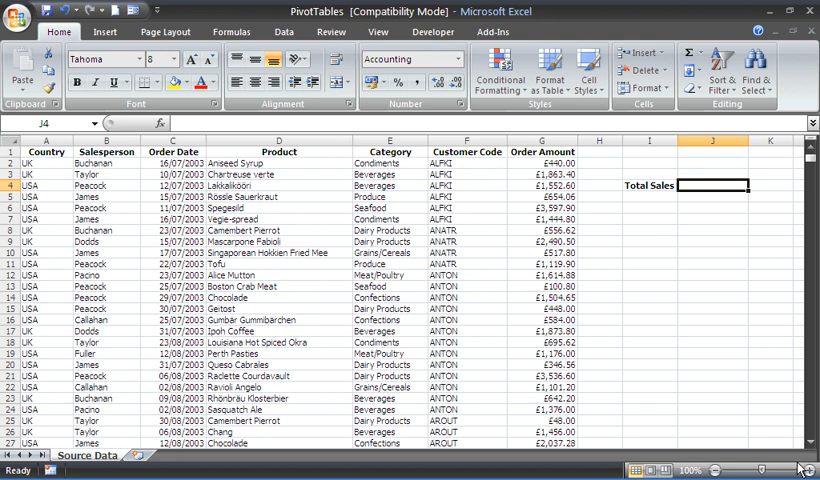 PivotTables [Compatibility Mode] - Microsoft Excel
Home Insert Page Layout Formulas Data Review View Developer Add-Ins
Tahoma 8 Accounting Insert Σ
Paste B I U % , Conditional Formatting Format as Table Cell Styles Delete Sort & Filter Find & Select
Format
Clipboard Font Alignment Number Styles Cells Editing
J4 fx
A B C D E F G H I J K
1 Country Salesperson Order Date Product Category Customer Code Order Amount
2 UK Buchanan 16/07/2003 Aniseed Syrup Condiments ALFKI £440.00
3 UK Taylor 10/07/2003 Chartreuse verte Beverages ALFKI £1,863.40
4 USA Peacock 12/07/2003 Lakkalikööri Beverages ALFKI £1,552.60 Total Sales
5 USA James 15/07/2003 Rössle Sauerkraut Produce ALFKI £654.06
6 USA Peacock 11/07/2003 Spegesild Seafood ALFKI £3,597.90
7 USA James 16/07/2003 Vegie-spread Condiments ALFKI £1,444.80
8 UK Buchanan 23/07/2003 Camembert Pierrot Dairy Products ANATR £556.62
9 UK Dodds 15/07/2003 Mascarpone Fabioli Dairy Products ANATR £2,490.50
10 USA James 17/07/2003 Singaporean Hokkien Fried Mee Grains/Cereals ANATR £517.80
11 USA Peacock 22/07/2003 Tofu Produce ANATR £1,119.90
12 USA Pacino 23/07/2003 Alice Mutton Meat/Poultry ANTON £1,614.88
13 USA Peacock 25/07/2003 Boston Crab Meat Seafood ANTON £100.80
14 USA Peacock 29/07/2003 Chocolade Confections ANTON £1,504.65
15 USA Peacock 30/07/2003 Geitost Dairy Products ANTON £448.00
16 USA Callahan 25/07/2003 Gumbär Gummibärchen Confections ANTON £584.00
17 UK Dodds 31/07/2003 Ipoh Coffee Beverages ANTON £1,873.80
18 UK Taylor 23/08/2003 Louisiana Hot Spiced Okra Condiments ANTON £695.62
19 USA Fuller 12/08/2003 Perth Pasties Meat/Poultry ANTON £1,176.00
20 USA James 31/07/2003 Queso Cabrales Dairy Products ANTON £346.56
21 USA Peacock 06/08/2003 Raclette Courdavault Dairy Products ANTON £3,536.60
22 USA Callahan 02/08/2003 Ravioli Angelo Grains/Cereals ANTON £1,101.20
23 UK Buchanan 09/08/2003 Rhönbräu Klosterbier Beverages ANTON £642.20
24 USA Pacino 02/08/2003 Sasquatch Ale Beverages ANTON £1,376.00
25 UK Taylor 30/08/2003 Camembert Pierrot Dairy Products AROUT £48.00
26 UK Taylor 06/08/2003 Chang Beverages AROUT £1,456.00
27 USA James 12/08/2003 Chocolade Confections AROUT £2,037.28
Source Data
Ready 100%